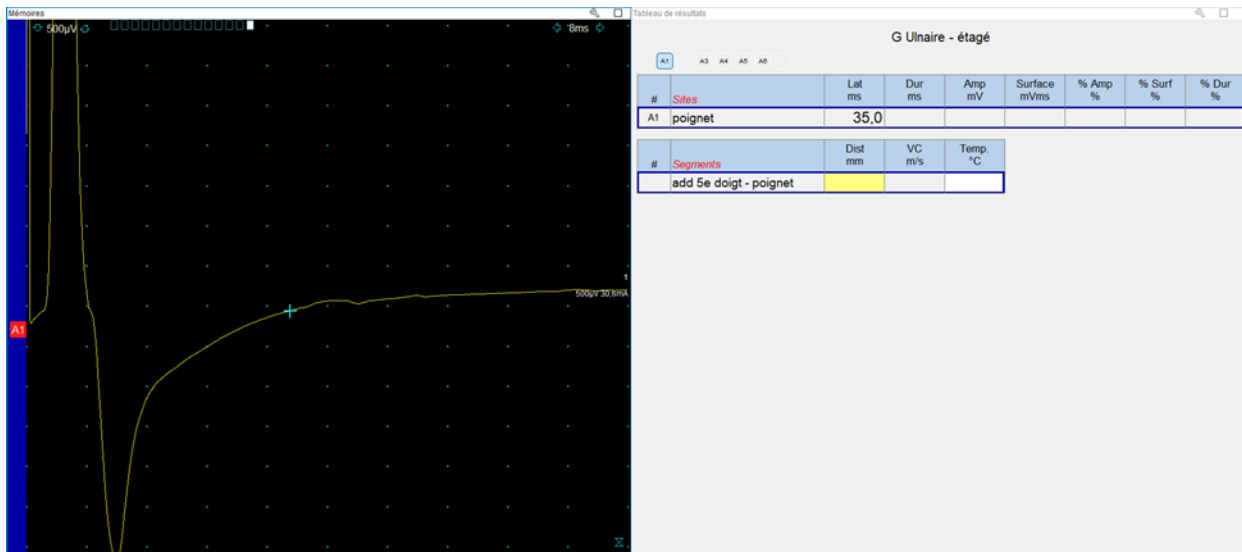 Mémoires
500µV
8ms
1
500µV 30,6mA
A1
Tableau de résultats
G Ulnaire - étagé
A1 A3 A4 A5 A6
# Sites Lat ms Dur ms Amp mV Surface mVms % Amp % % Surf % % Dur %
A1 poignet 35,0
# Segments Dist mm VC m/s Temp. °C
add 5e doigt - poignet